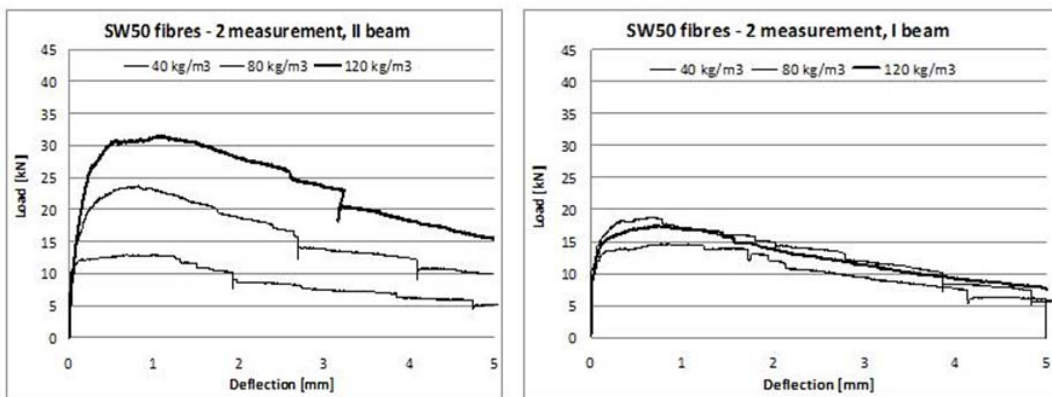 SW50 fibres - 2 measurement, II beam
40 kg/m3 80 kg/m3 120 kg/m3
Load [kN]
45
40
35
30
25
20
15
10
5
0
0 1 2 3 4 5
Deflection [mm]
SW50 fibres - 2 measurement, I beam
40 kg/m3 80 kg/m3 120 kg/m3
Load [kN]
45
40
35
30
25
20
15
10
5
0
0 1 2 3 4 5
Deflection [mm]